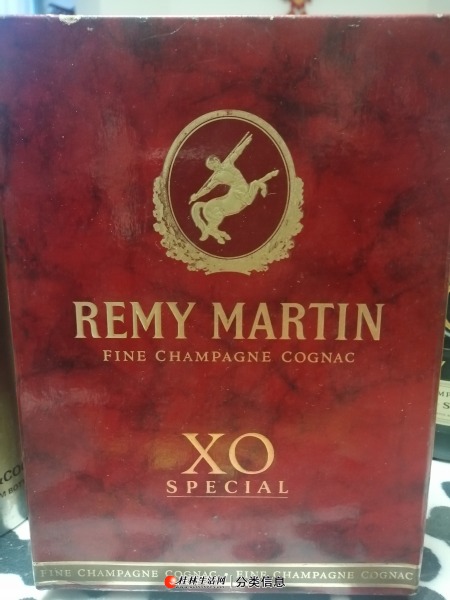 REMY MARTIN
FINE CHAMPAGNE COGNAC
XO
SPECIAL
FINE CHAMPAGNE COGNAC • FINE CHAMPAGNE COGNAC
桂林生活网 分类信息